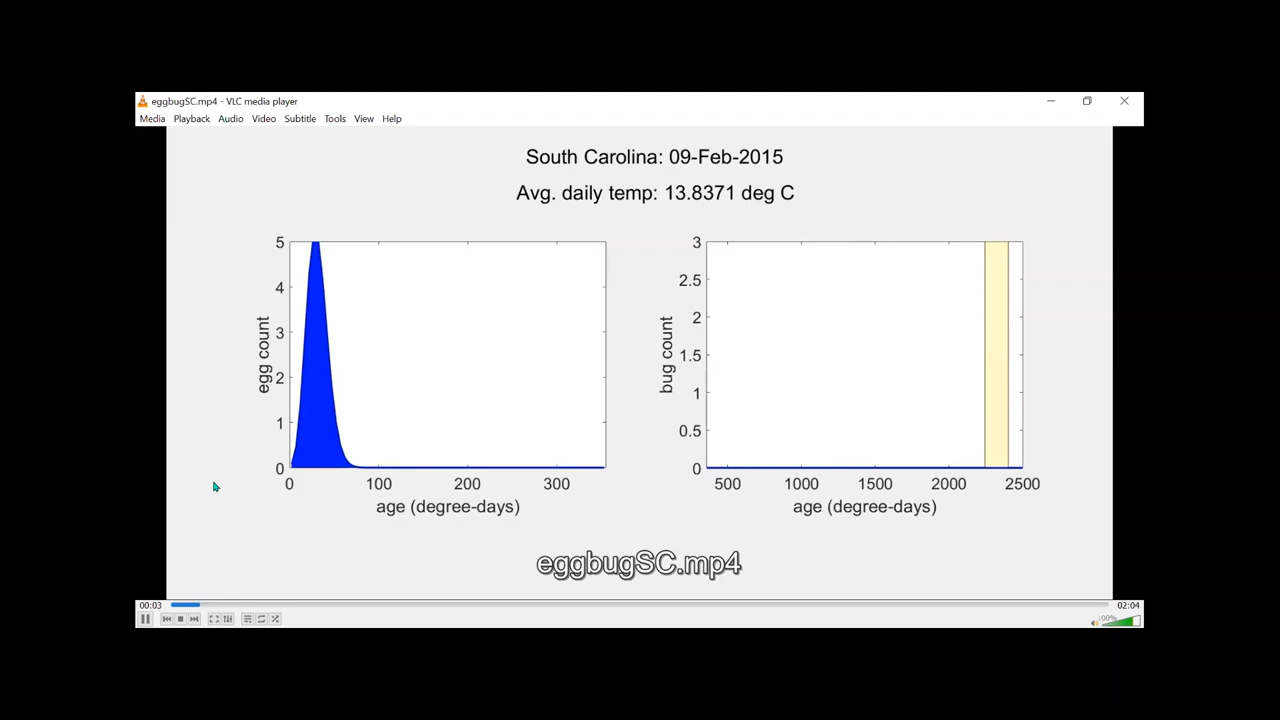 eggbugSC.mp4 - VLC media player
Media Playback Audio Video Subtitle Tools View Help
South Carolina: 09-Feb-2015
Avg. daily temp: 13.8371 deg C
5
4
3
2
1
0
egg count
0 100 200 300
age (degree-days)
3
2.5
2
1.5
1
0.5
0
bug count
500 1000 1500 2000 2500
age (degree-days)
eggbugSC.mp4
00:03 02:04
100%